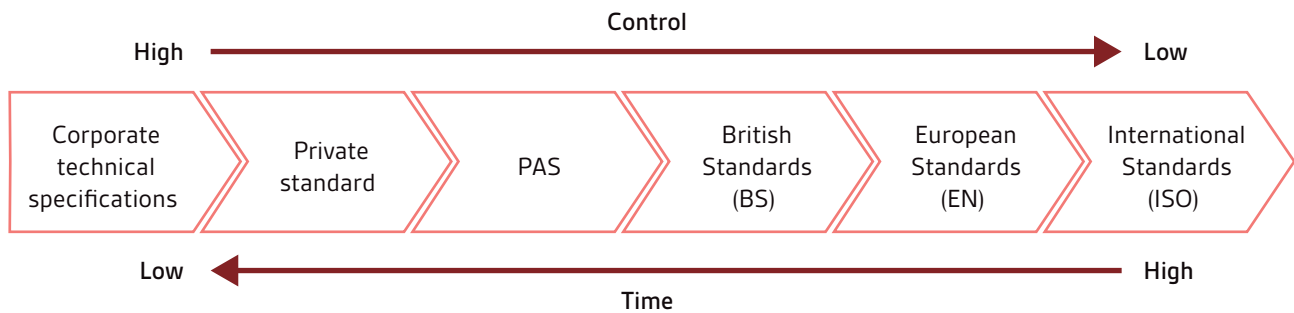 Control
High
Low
Corporate
technical
specifications
Private
standard
PAS
British
Standards
(BS)
European
Standards
(EN)
International
Standards
(ISO)
Low
High
Time